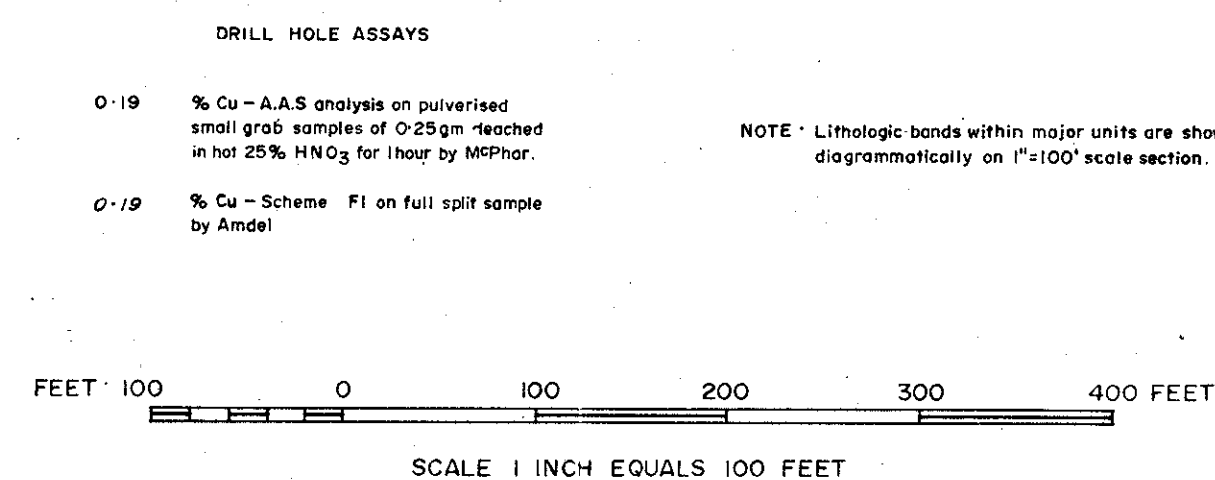 DRILL HOLE ASSAYS
0·19 % Cu – A.A.S analysis on pulverised
small grab samples of 0·25gm leached
in hot 25% HNO3 for 1hour by McPhar.
0·19 % Cu – Scheme F1 on full split sample
by Amdel
NOTE · Lithologic bands within major units are
diagrammatically on 1"=100' scale section.
FEET 100 0 100 200 300 400 FEET
SCALE 1 INCH EQUALS 100 FEET